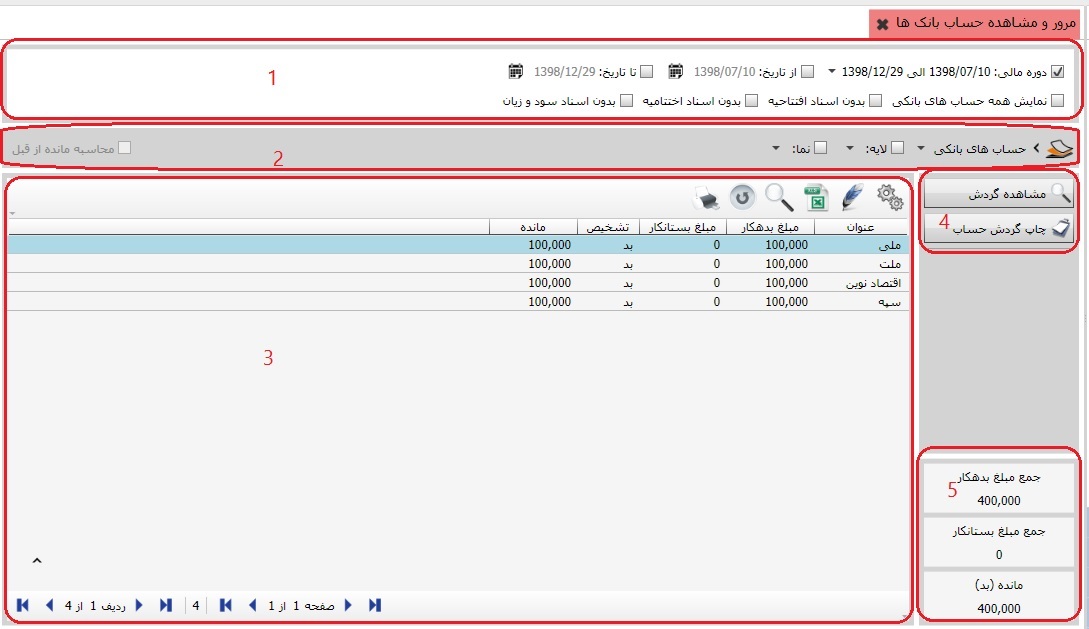 مرور و مشاهده حساب بانک ها
دوره مالی: 1398/07/10 الی 1398/12/29 از تاریخ: 1398/07/10 تا تاریخ: 1398/12/29
1
نمایش همه حساب های بانکی بدون اسناد افتتاحیه بدون اسناد اختتامیه بدون اسناد سود و زیان
حساب های بانکی لایه: نما: محاسبه مانده از قبل
2
مشاهده گردش
چاپ گردش حساب
4
عنوان مبلغ بدهکار مبلغ بستانکار تشخیص مانده
ملی 100,000 0 بد 100,000
ملت 100,000 0 بد 100,000
اقتصاد نوین 100,000 0 بد 100,000
سپه 100,000 0 بد 100,000
3
جمع مبلغ بدهکار
5
400,000
جمع مبلغ بستانکار
0
مانده (بد)
400,000
صفحه 1 از 1 4 ردیف 1 از 4